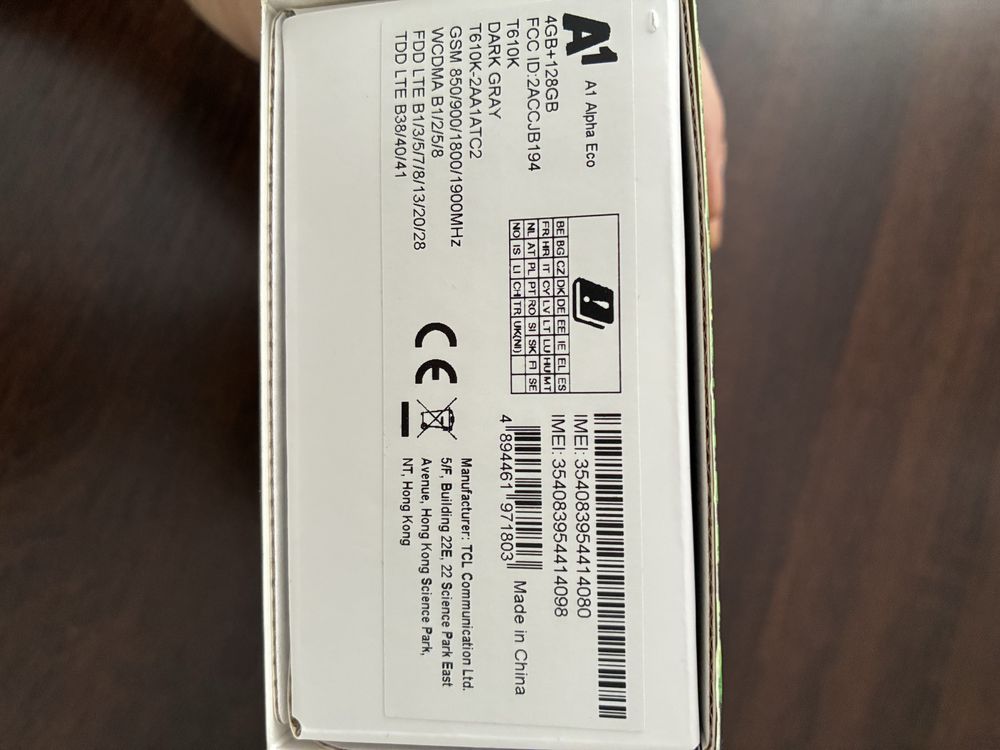 A1
A1 Alpha Eco
4GB+128GB
FCC ID:2ACCJB194
T610K
DARK GRAY
T610K-2AA1ATC2
GSM 850/900/1800/1900MHz
WCDMA B1/2/5/8
FDD LTE B1/3/5/7/8/13/20/28
TDD LTE B38/40/41
BE BG CZ DK DE EE IE EL ES
FR HR IT CY LV LT LU HU MT
NL AT PL PT RO SI SK FI SE
NO IS LI CH TR UK(NI)
CE
IMEI: 354083954414080
IMEI: 354083954414098
4 894461 971803
Made in China
Manufacturer: TCL Communication Ltd.
5/F, Building 22E, 22 Science Park East
Avenue, Hong Kong Science Park,
NT, Hong Kong